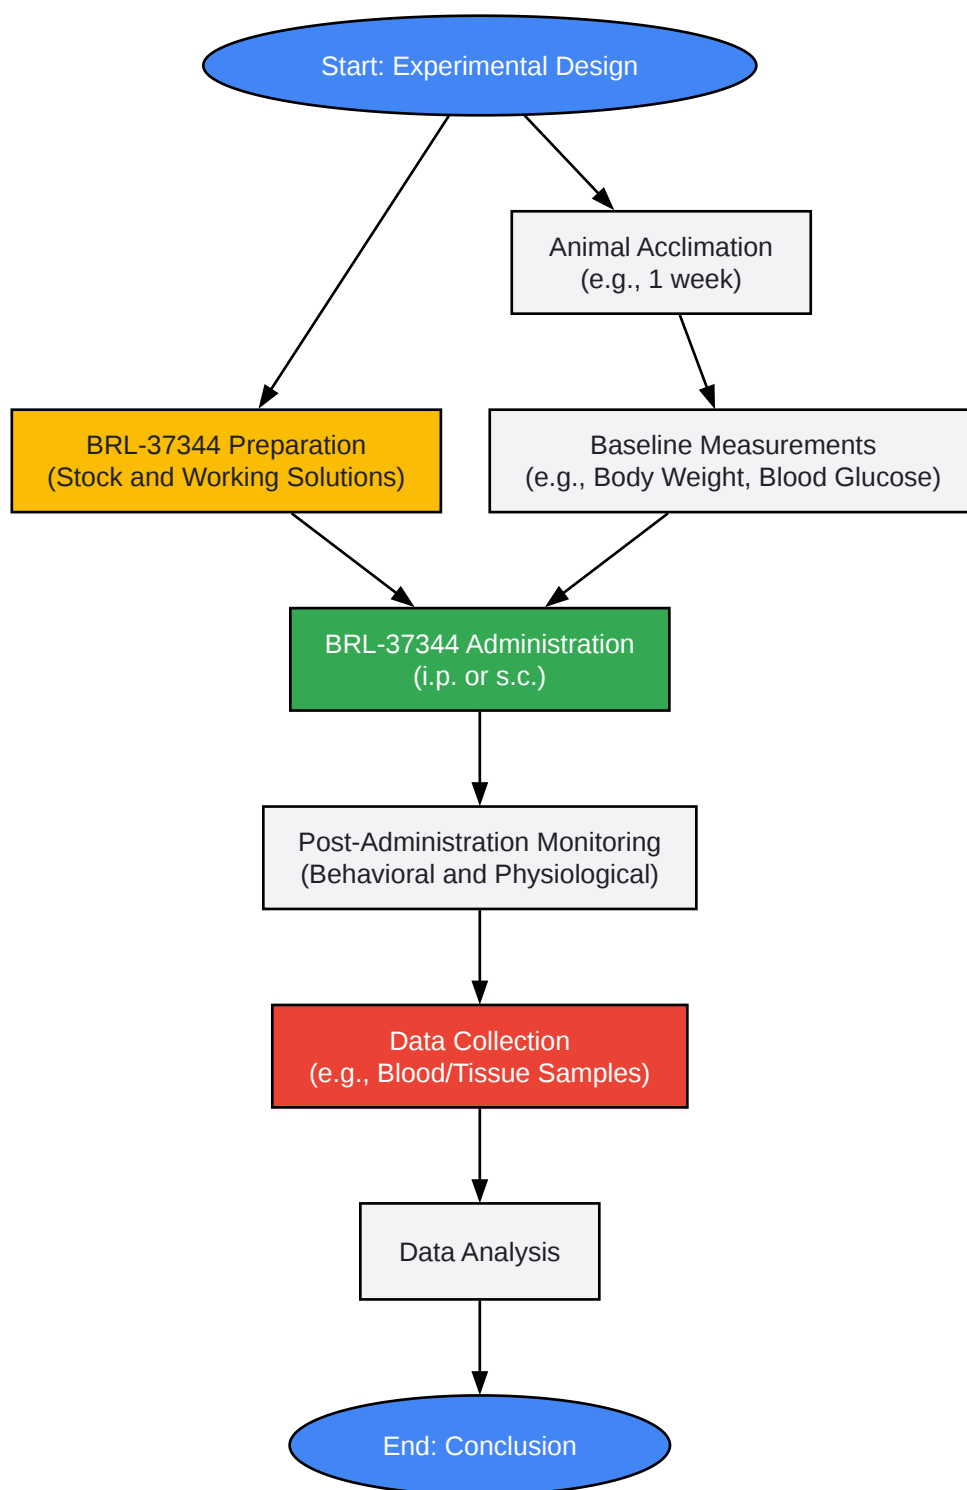 Start: Experimental Design
Animal Acclimation
(e.g., 1 week)
BRL-37344 Preparation
(Stock and Working Solutions)
Baseline Measurements
(e.g., Body Weight, Blood Glucose)
BRL-37344 Administration
(i.p. or s.c.)
Post-Administration Monitoring
(Behavioral and Physiological)
Data Collection
(e.g., Blood/Tissue Samples)
Data Analysis
End: Conclusion